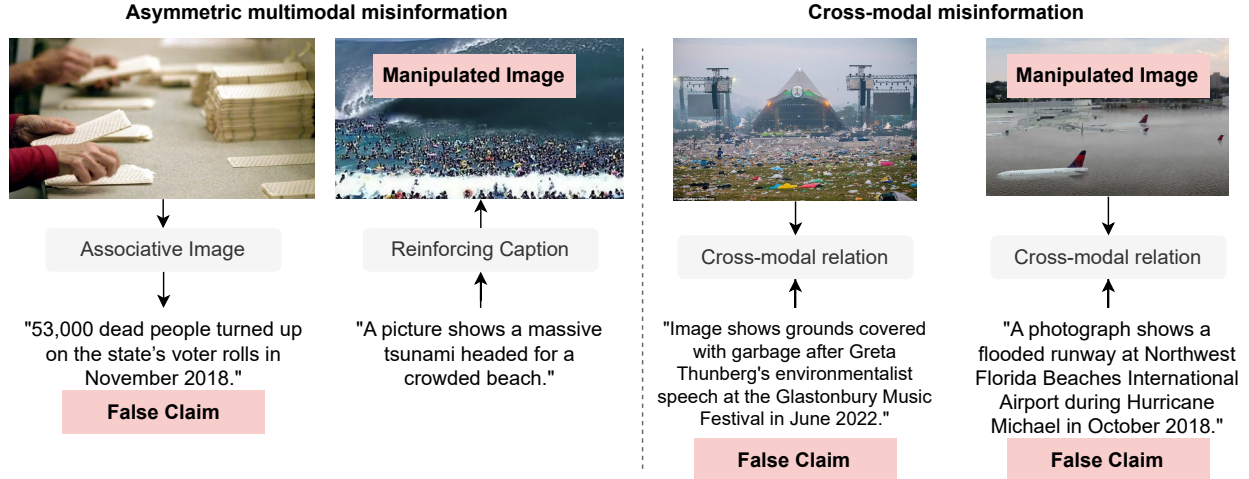 Asymmetric multimodal misinformation
Cross-modal misinformation
Manipulated Image
Manipulated Image
Associative Image
Reinforcing Caption
Cross-modal relation
Cross-modal relation
"53,000 dead people turned up
on the state's voter rolls in
November 2018."
False Claim
"A picture shows a massive
tsunami headed for a
crowded beach."
"Image shows grounds covered
with garbage after Greta
Thunberg's environmentalist
speech at the Glastonbury Music
Festival in June 2022."
False Claim
"A photograph shows a
flooded runway at Northwest
Florida Beaches International
Airport during Hurricane
Michael in October 2018."
False Claim